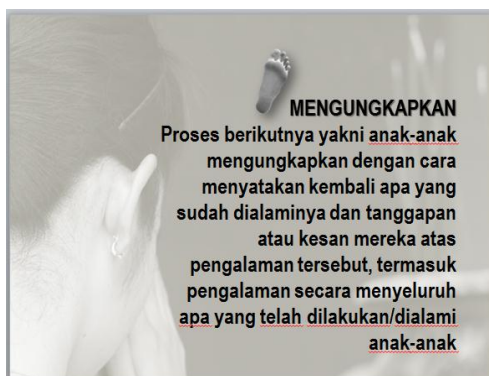 MENGUNGKAPKAN
Proses berikutnya yakni anak-anak
mengungkapkan dengan cara
menyatakan kembali apa yang
sudah dialaminya dan tanggapan
atau kesan mereka atas
pengalaman tersebut, termasuk
pengalaman secara menyeluruh
apa yang telah dilakukan/dialami
anak-anak